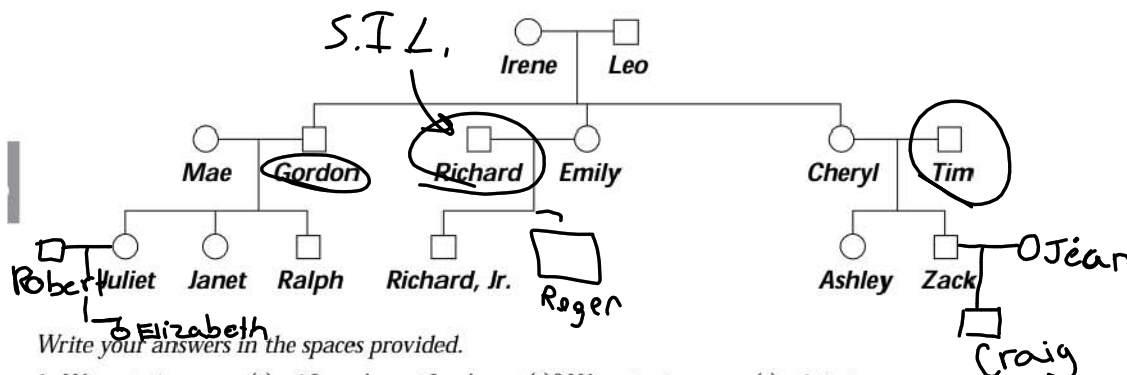 S.I.L.
Irene Leo
Mae Gordon Richard Emily Cheryl Tim
Robert Juliet Janet Ralph Richard, Jr. Ashley Zack Jean
Roger
Elizabeth
Write your answers in the spaces provided.
Craig